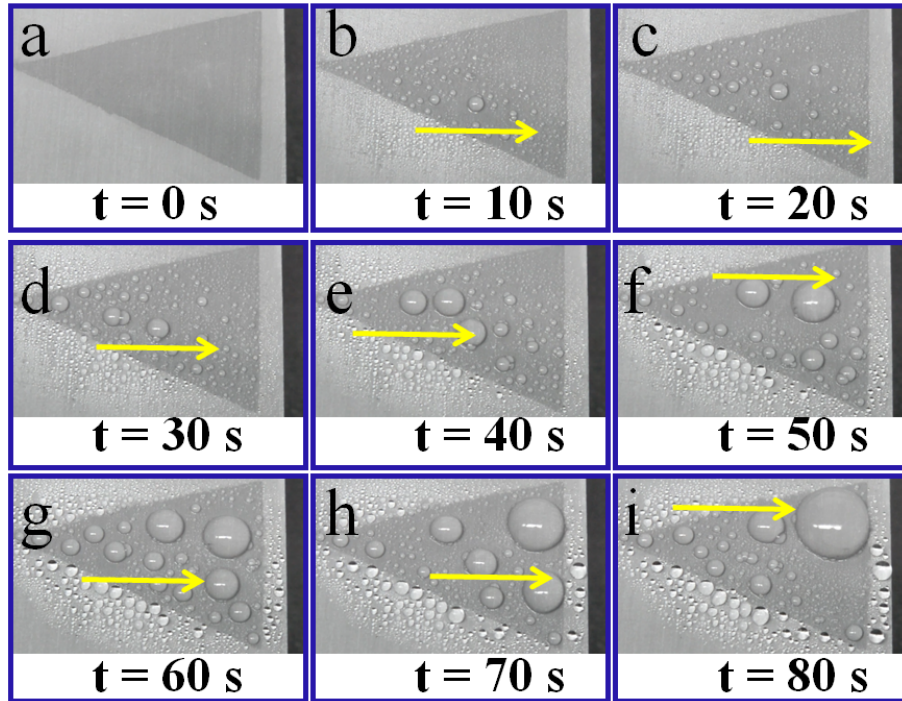 a
b
c
t = 0 s
t = 10 s
t = 20 s
d
e
f
t = 30 s
t = 40 s
t = 50 s
g
h
i
t = 60 s
t = 70 s
t = 80 s